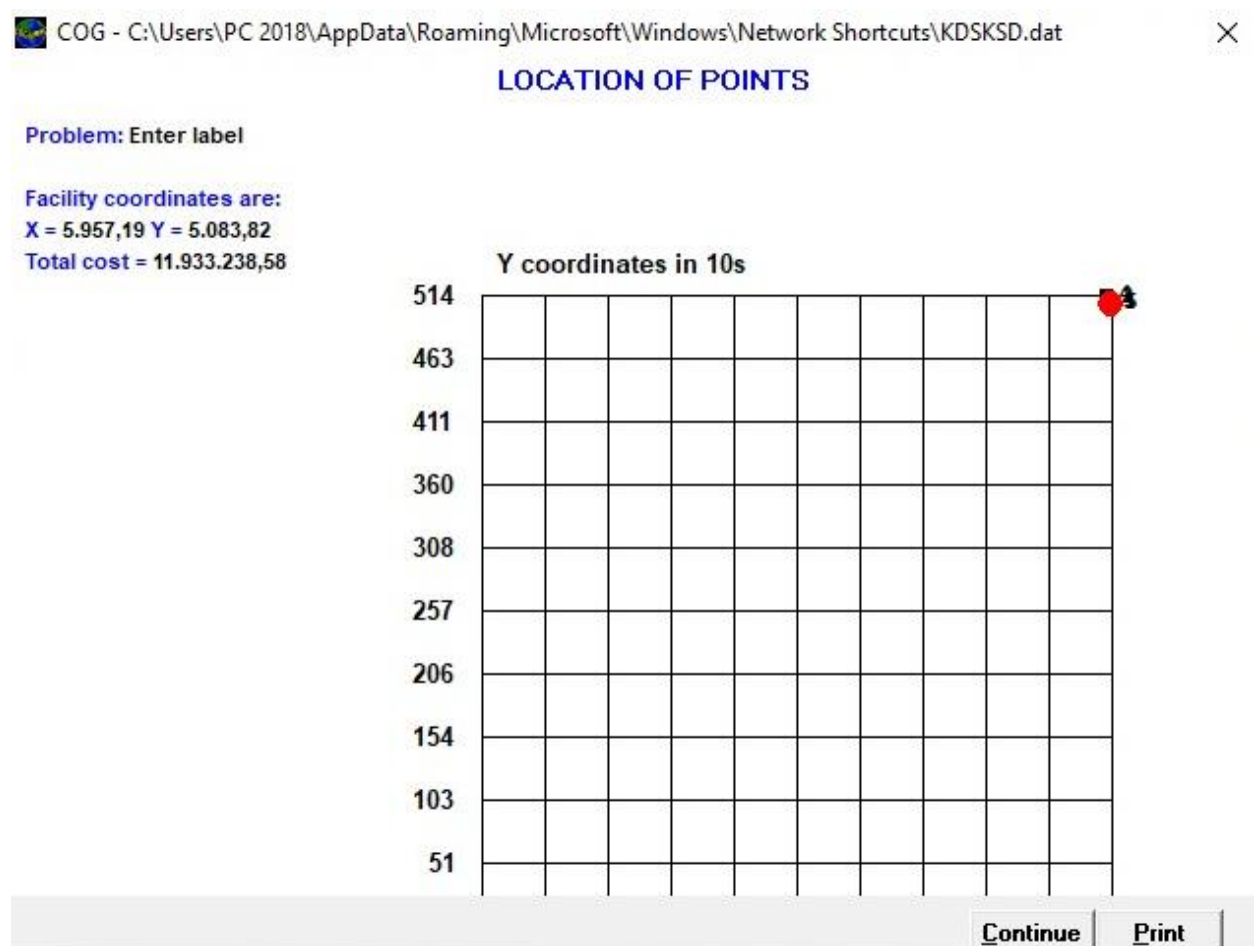 COG - C:\Users\PC 2018\AppData\Roaming\Microsoft\Windows\Network Shortcuts\KDSKSD.dat
LOCATION OF POINTS
Problem: Enter label
Facility coordinates are:
X = 5.957,19 Y = 5.083,82
Total cost = 11.933.238,58
Y coordinates in 10s
514
463
411
360
308
257
206
154
103
51
Continue
Print